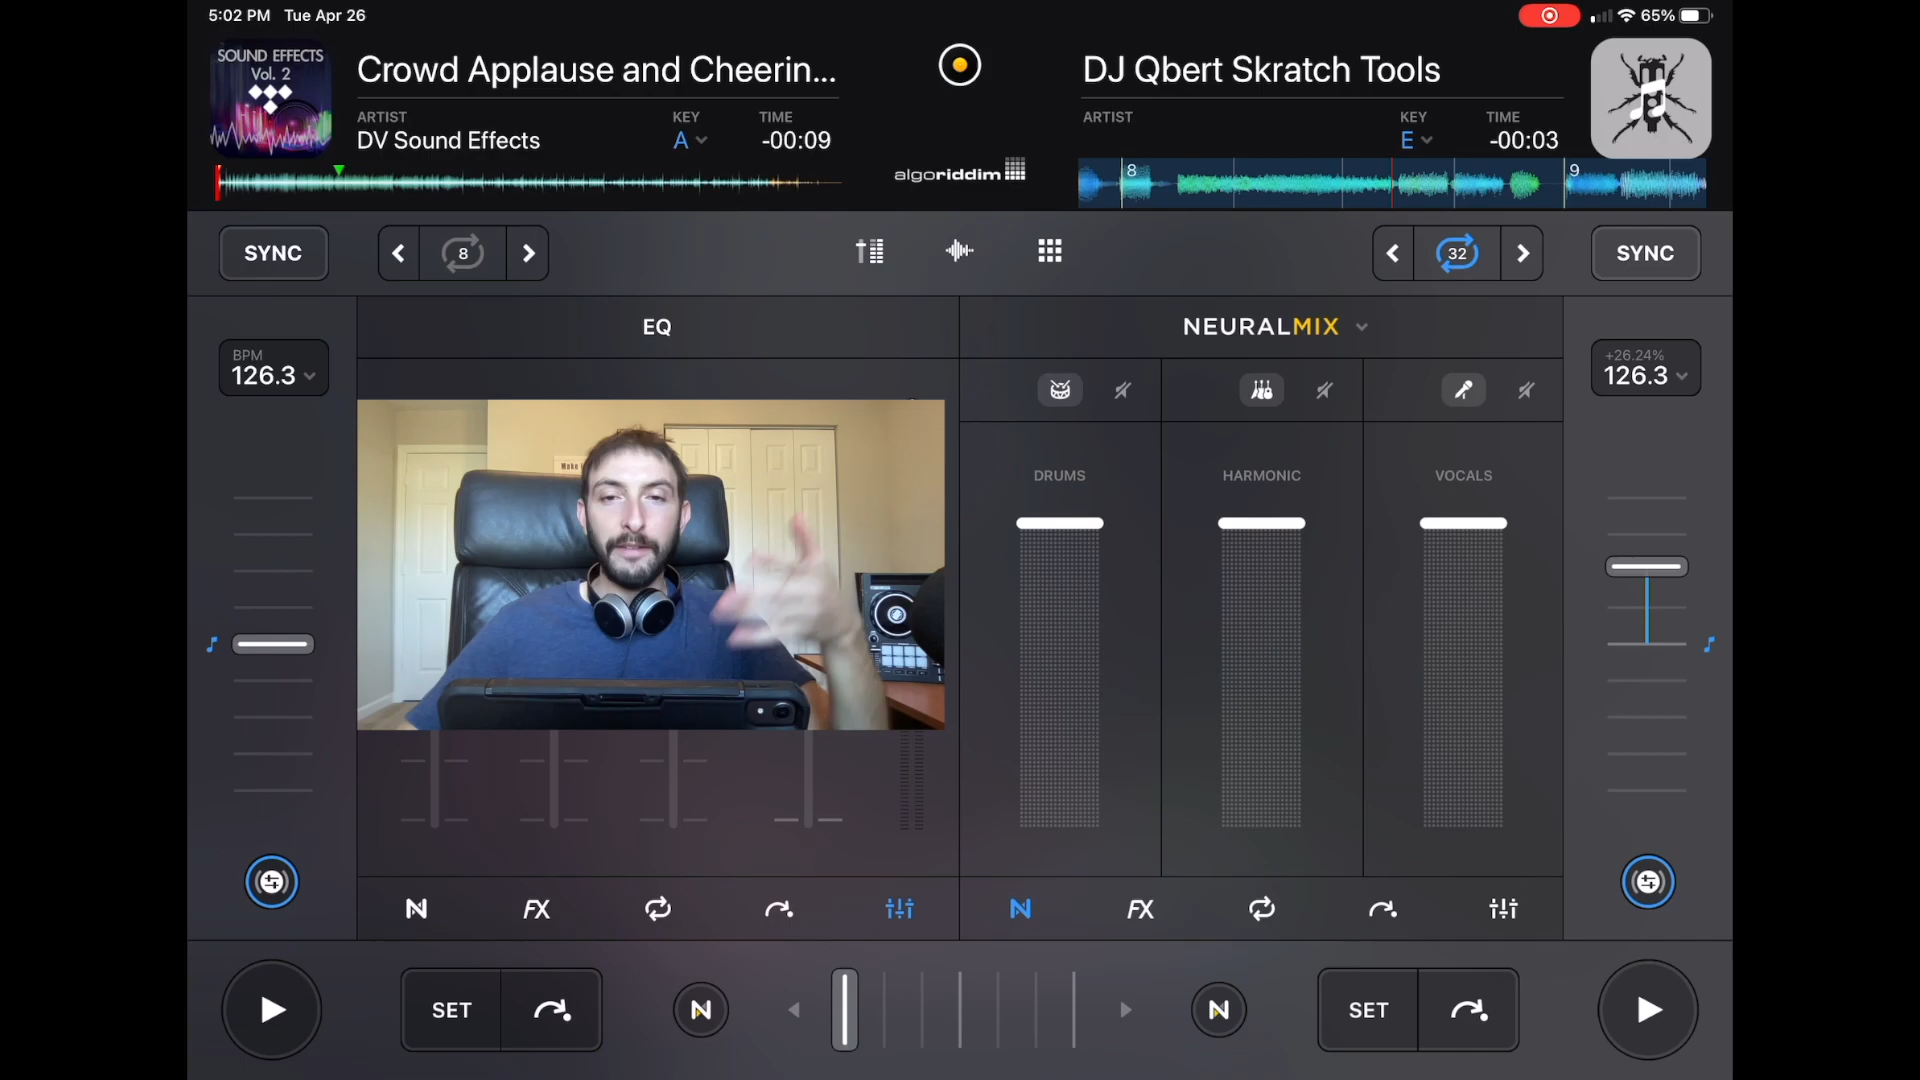 5:02 PM Tue Apr 26
65%
SOUND EFFECTS
Vol. 2
Crowd Applause and Cheerin...
ARTIST
DV Sound Effects
KEY
A
TIME
-00:09
algoriddim
DJ Qbert Skratch Tools
ARTIST
KEY
E
TIME
-00:03
8
9
SYNC
8
32
SYNC
EQ
NEURALMIX
BPM
126.3
+26.24%
126.3
DRUMS
HARMONIC
VOCALS
Make
N FX
N FX
SET
N
N
SET